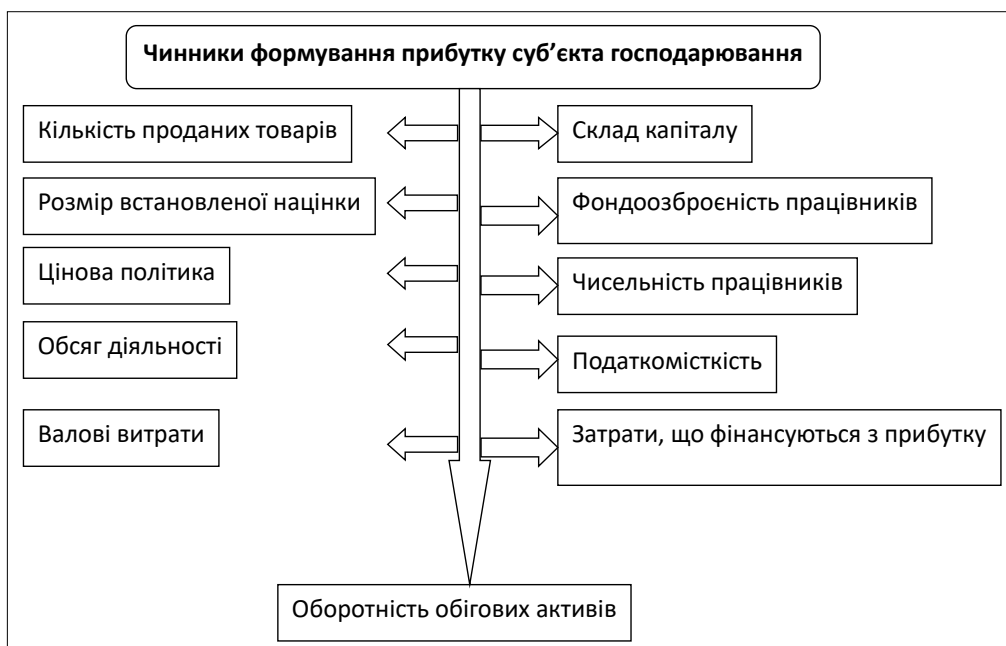 Чинники формування прибутку суб’єкта господарювання
Кількість проданих товарів
Склад капіталу
Розмір встановленої націнки
Фондоозброєність працівників
Цінова політика
Чисельність працівників
Обсяг діяльності
Податкомісткість
Валові витрати
Затрати, що фінансуються з прибутку
Оборотність обігових активів